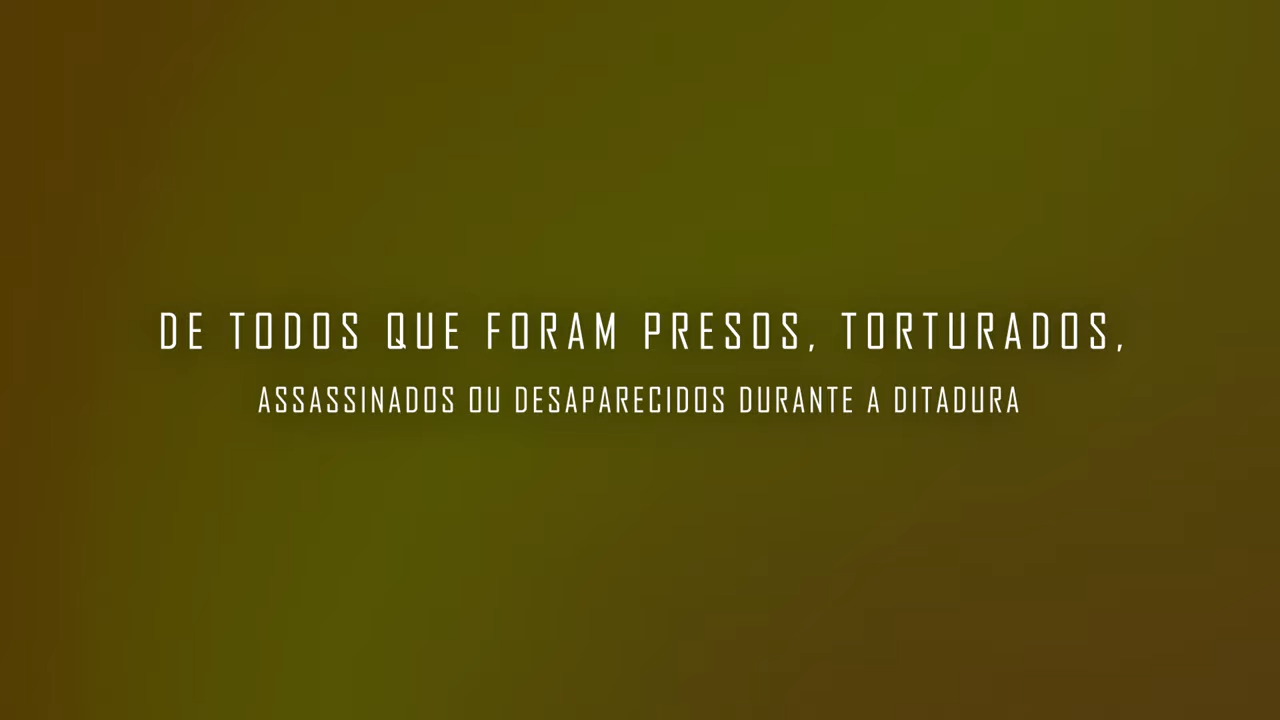 DE TODOS QUE FORAM PRESOS, TORTURADOS,
ASSASSINADOS OU DESAPARECIDOS DURANTE A DITADURA